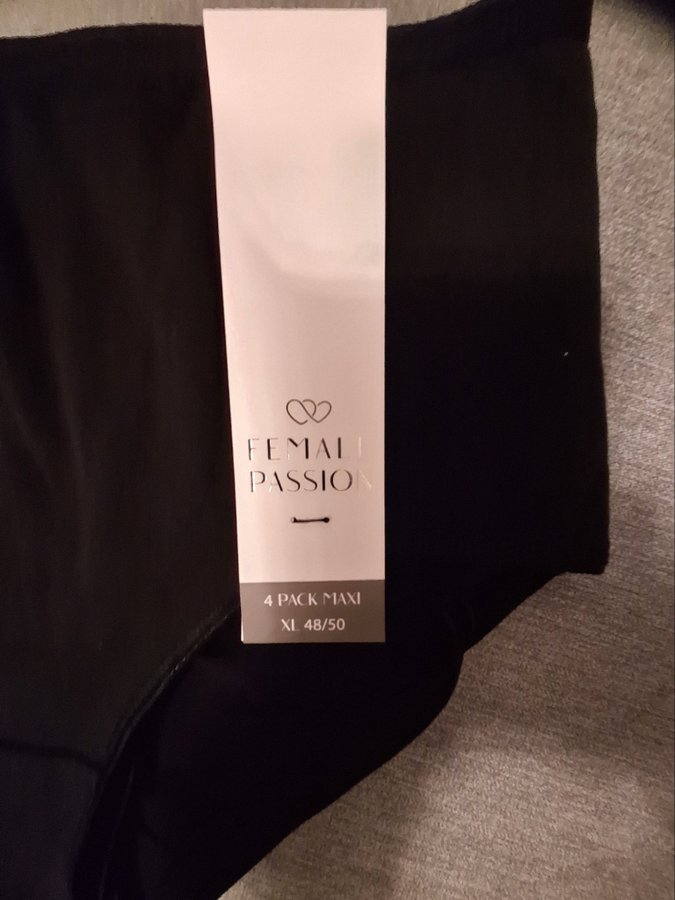 FEMALE
PASSION
4 PACK MAXI
XL 48/50